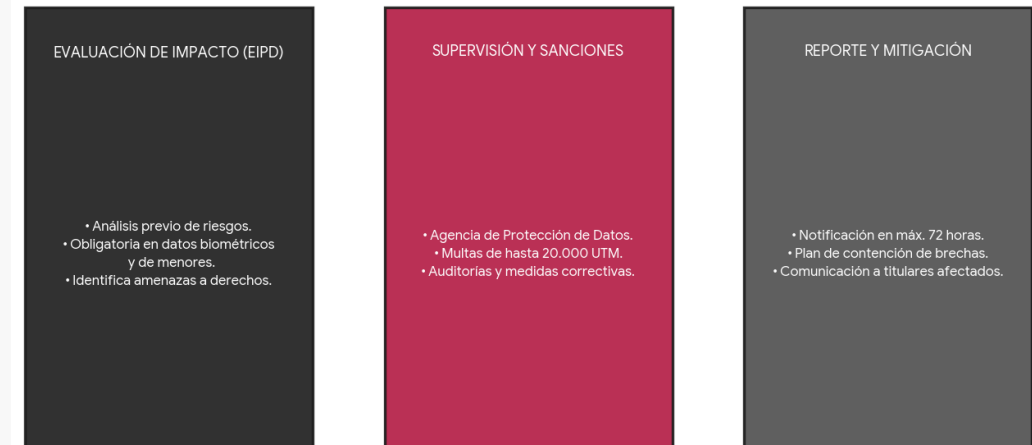 EVALUACIÓN DE IMPACTO (EIPD)
• Análisis previo de riesgos.
• Obligatoria en datos biométricos
y de menores.
• Identifica amenazas a derechos.
SUPERVISIÓN Y SANCIONES
• Agencia de Protección de Datos.
• Multas de hasta 20.000 UTM.
• Auditorías y medidas correctivas.
REPORTE Y MITIGACIÓN
• Notificación en máx. 72 horas.
• Plan de contención de brechas.
• Comunicación a titulares afectados.